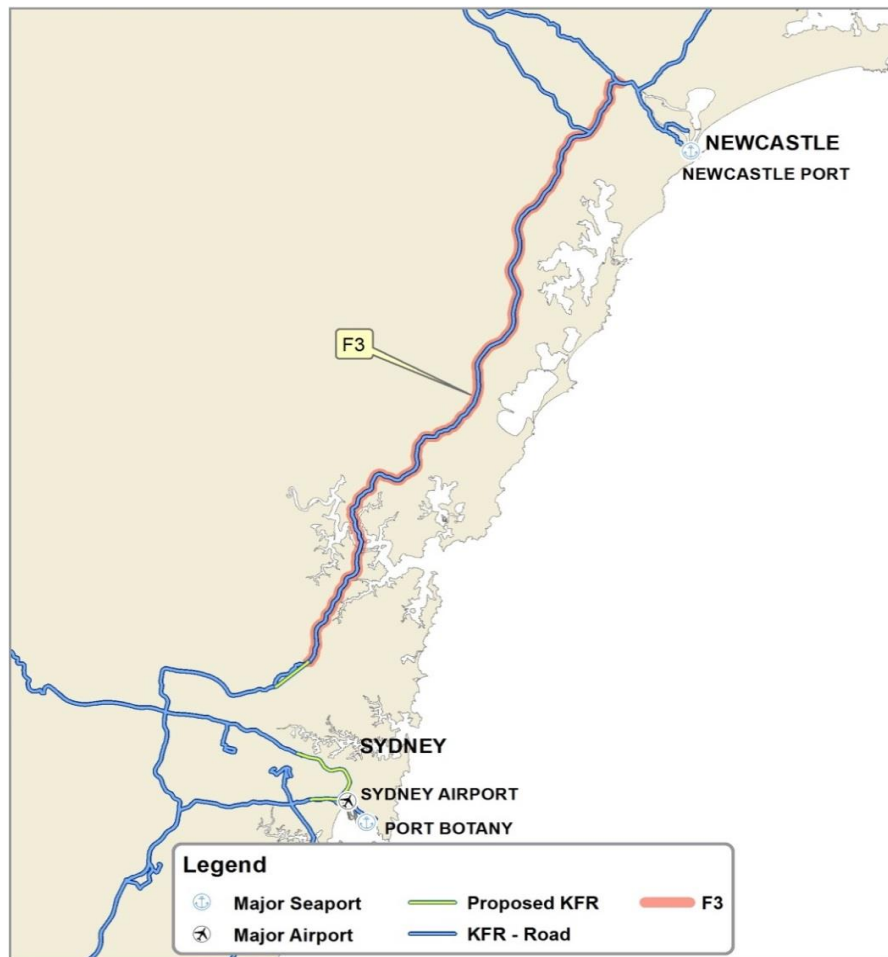 NEWCASTLE
NEWCASTLE PORT
F3
SYDNEY
SYDNEY AIRPORT
PORT BOTANY
Legend
Major Seaport
Proposed KFR
F3
Major Airport
KFR - Road